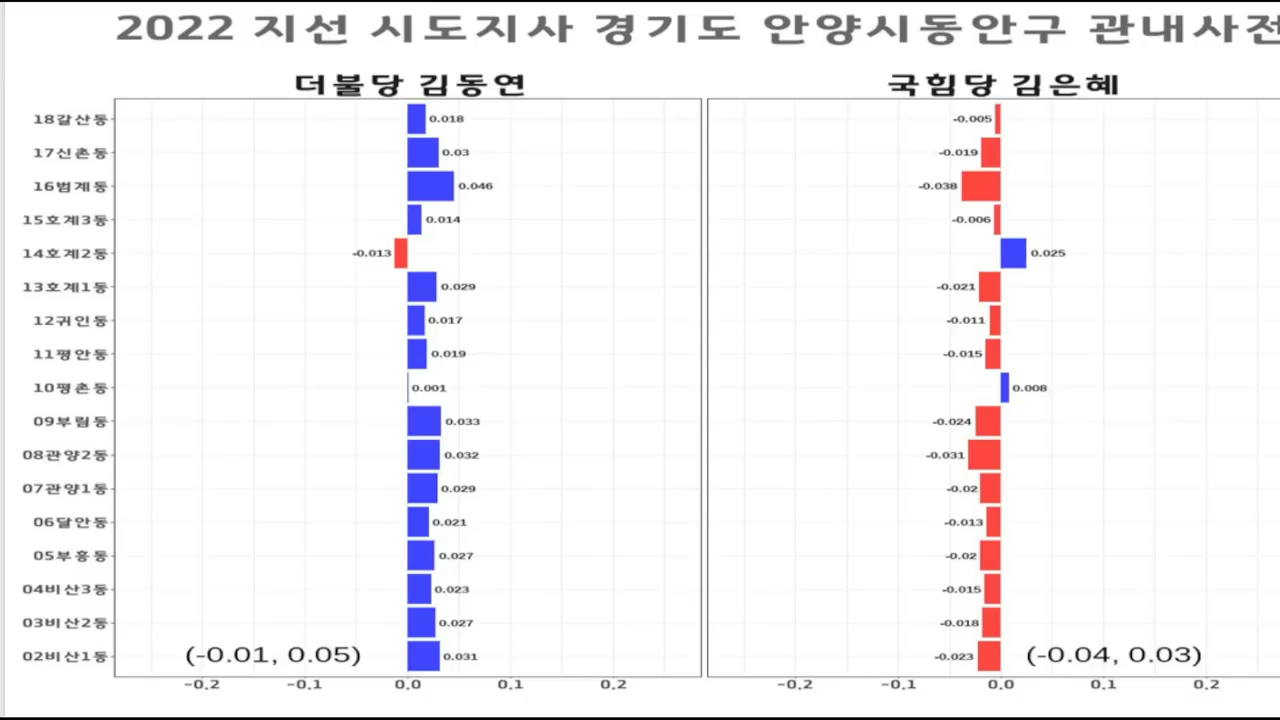 2022 지선 시도지사 경기도 안양시동안구 관내사전
더불당 김동연
국힘당 김은혜
18갈산동 0.018 -0.005
17신촌동 0.03 -0.019
16범계동 0.046 -0.038
15호계3동 0.014 -0.006
14호계2동 -0.013 0.025
13호계1동 0.029 -0.021
12귀인동 0.017 -0.011
11평안동 0.019 -0.015
10평촌동 0.001 0.008
09부림동 0.033 -0.024
08관양2동 0.032 -0.031
07관양1동 0.029 -0.02
06달안동 0.021 -0.013
05부흥동 0.027 -0.02
04비산3동 0.023 -0.015
03비산2동 0.027 -0.018
02비산1동 (-0.01, 0.05) 0.031 -0.023 (-0.04, 0.03)
-0.2 -0.1 0.0 0.1 0.2 -0.2 -0.1 0.0 0.1 0.2